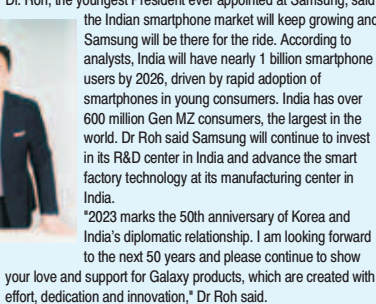 Dr. Roh, the youngest President ever appointed at Samsung, said
the Indian smartphone market will keep growing and
Samsung will be there for the ride. According to
analysts, India will have nearly 1 billion smartphone
users by 2026, driven by rapid adoption of
smartphones in young consumers. India has over
600 million Gen MZ consumers, the largest in the
world. Dr Roh said Samsung will continue to invest
in its R&D center in India and advance the smart
factory technology at its manufacturing center in
India.
"2023 marks the 50th anniversary of Korea and
India's diplomatic relationship. I am looking forward
to the next 50 years and please continue to show
your love and support for Galaxy products, which are created with
effort, dedication and innovation," Dr Roh said.